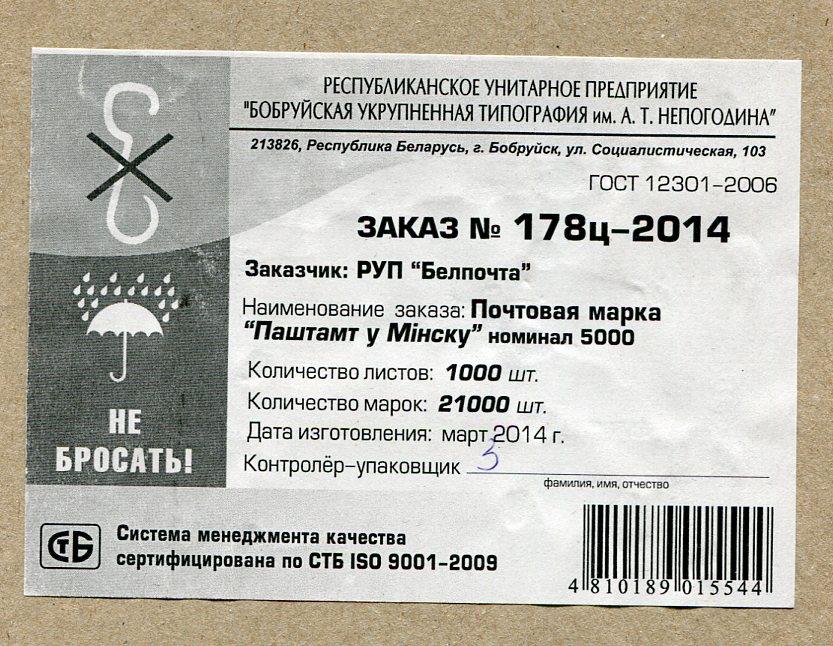 РЕСПУБЛИКАНСКОЕ УНИТАРНОЕ ПРЕДПРИЯТИЕ
"БОБРУЙСКАЯ УКРУПНЕННАЯ ТИПОГРАФИЯ им. А. Т. НЕПОГОДИНА"
213826, Республика Беларусь, г. Бобруйск, ул. Социалистическая, 103
ГОСТ 12301-2006
ЗАКАЗ № 178ц-2014
Заказчик: РУП "Белпочта"
Наименование заказа: Почтовая марка
"Паштамт у Мінску" номинал 5000
Количество листов: 1000 шт.
Количество марок: 21000 шт.
Дата изготовления: март 2014 г.
Контролёр-упаковщик 3
фамилия, имя, отчество
НЕ
БРОСАТЬ!
СТБ
Система менеджмента качества
сертифицирована по СТБ ISO 9001-2009
4 810189 015544